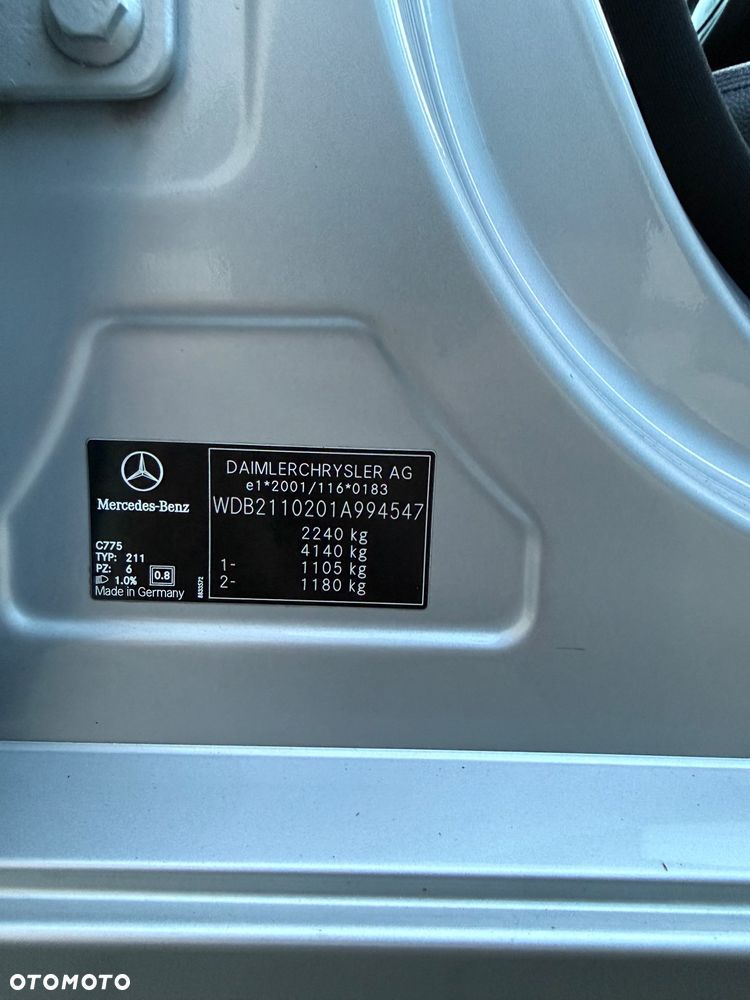 Mercedes-Benz
C775
TYP: 211
PZ: 6
1.0% 0.8
Made in Germany
8833572
DAIMLERCHRYSLER AG
e1*2001/116*0183
WDB2110201A994547
2240 kg
4140 kg
1- 1105 kg
2- 1180 kg
OTOMOTO